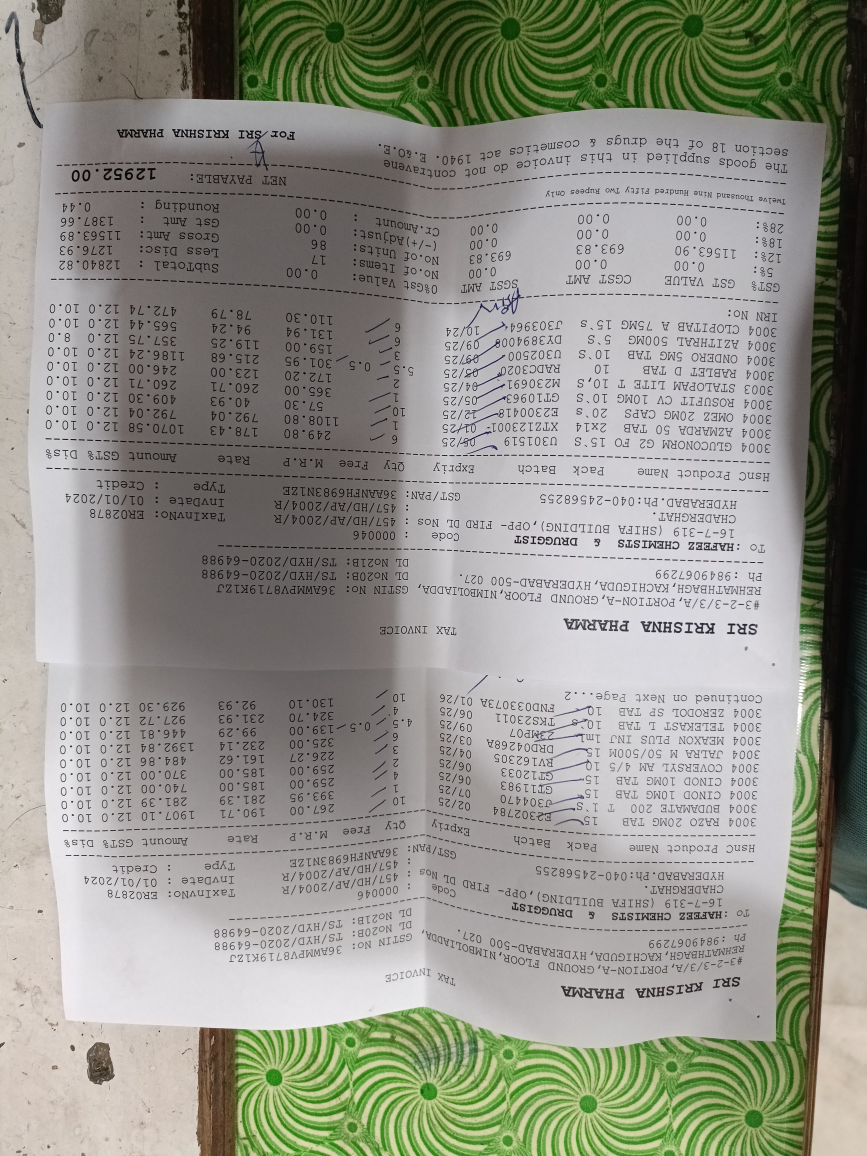 SRI KRISHNA PHARMA TAX INVOICE
#3-2-3/3/A, PORTION-A, GROUND FLOOR,NIMBOLIADDA, GSTIN No: 36AWMPV8719K1ZJ
REHMATHBAGH, KACHIGUDA, HYDERABAD-500 027. DL No20B: TS/HYD/2020-64988
Ph :9849067299 DL No21B: TS/HYD/2020-64988
To :HAFEEZ CHEMISTS & DRUGGIST Code : 000046
16-7-319 (SHIFA BUILDING), OPP- FIRD DL Nos : 457/HD/AP/2004/R TaxInvNo: ER02878
CHADERGHAT. : 457/HD/AP/2004/R InvDate : 01/01/2024
HYDERABAD.Ph:040-24568255 GST/PAN: 36AANFH6983N1ZE Type : Credit
Hsnc Product Name Pack Batch Expriy Qty Free M.R.P Rate Amount GST% Dis%
3004 RAZO 20MG TAB 15 E2302784 02/25 10 267.00 190.71 1907.10 12.0 10.0
3004 BUDAMATE 200 T 1's J304470 07/25 1 393.95 281.39 281.39 12.0 10.0
3004 CINOD 10MG TAB 15 GT11983 06/25 4 259.00 185.00 740.00 12.0 10.0
3004 CINOD 10MG TAB 15 GT12033 06/25 2 259.00 185.00 370.00 12.0 10.0
3004 COVERSYL AM 4/5 10 RV162305 06/25 3 226.27 161.62 484.86 12.0 10.0
3004 JALRA M 50/500M 15 DR04268A 03/25 6 325.00 232.14 1392.84 12.0 10.0
3004 MEAXON PLUS INJ 1ml 23MP07 09/25 4.5 0.5 139.00 99.29 446.81 12.0 10.0
3004 TELEKAST L TAB 10's TKS223011 06/25 4 324.70 231.93 927.72 12.0 10.0
3004 ZERODOL SP TAB 10 FND03073A 01/26 10 130.10 92.93 929.30 12.0 10.0
Continued on Next Page...2
SRI KRISHNA PHARMA TAX INVOICE
#3-2-3/3/A, PORTION-A, GROUND FLOOR,NIMBOLIADDA, GSTIN No: 36AWMPV8719K1ZJ
REHMATHBAGH, KACHIGUDA, HYDERABAD-500 027. DL No20B: TS/HYD/2020-64988
Ph :9849067299 DL No21B: TS/HYD/2020-64988
To :HAFEEZ CHEMISTS & DRUGGIST Code : 000046
16-7-319 (SHIFA BUILDING), OPP- FIRD DL Nos : 457/HD/AP/2004/R TaxInvNo: ER02878
CHADERGHAT. : 457/HD/AP/2004/R InvDate : 01/01/2024
HYDERABAD.Ph:040-24568255 GST/PAN: 36AANFH6983N1ZE Type : Credit
Hsnc Product Name Pack Batch Expriy Qty Free M.R.P Rate Amount GST% Dis%
3004 GLUCONORM G2 FO 15'S U301519 05/25 6 249.80 178.43 1070.58 12.0 10.0
3004 AZMARDA 50 TAB 2x14 XTZ123001 01/25 1 1108.80 792.04 792.04 12.0 10.0
3004 OMEZ 20MG CAPS 20's E2300418 12/25 10 57.30 40.93 409.30 12.0 10.0
3004 ROSUFIT CV 10MG 10'S GT10963 05/25 1 365.00 260.71 260.71 12.0 10.0
3003 STALOPAM LITE T 10,S MZ30691 04/25 2 172.20 123.00 246.00 12.0 10.0
3004 RABLET D TAB 10 RADC3020 05/25 5.5 0.5 301.95 215.68 1186.24 12.0 10.0
3004 ONDERO 5MG TAB 10'S U302500 09/25 3 159.00 119.25 357.75 12.0 8.0
3004 AZITHRAL 500MG 5'S DY3894008 09/25 6 131.94 94.24 565.44 12.0 10.0
3004 CLOPITAB A 75MG 15's J303964 10/24 6 110.30 78.79 472.74 12.0 10.0
IRN No:
GST% GST VALUE CGST AMT SGST AMT 0%Gst Value: 0.00 SubTotal : 12840.82
5%: 0.00 0.00 0.00 No.of Items: 17 Less Disc: 1276.93
12%: 11563.90 693.83 693.83 No.of Units: 86 Gross Amt: 11563.89
18%: 0.00 0.00 0.00 (-/+)Adjust: 0.00 Gst Amt : 1387.66
28%: 0.00 0.00 0.00 Cr.Amount : 0.00 Rounding : 0.44
Twelve Thousand Nine Hundred Fifty Two Rupees Only NET PAYABLE: 12952.00
The goods supplied in this invoice do not contravene
section 18 of the drugs & cosmetics act 1940. E.&O.E. For SRI KRISHNA PHARMA